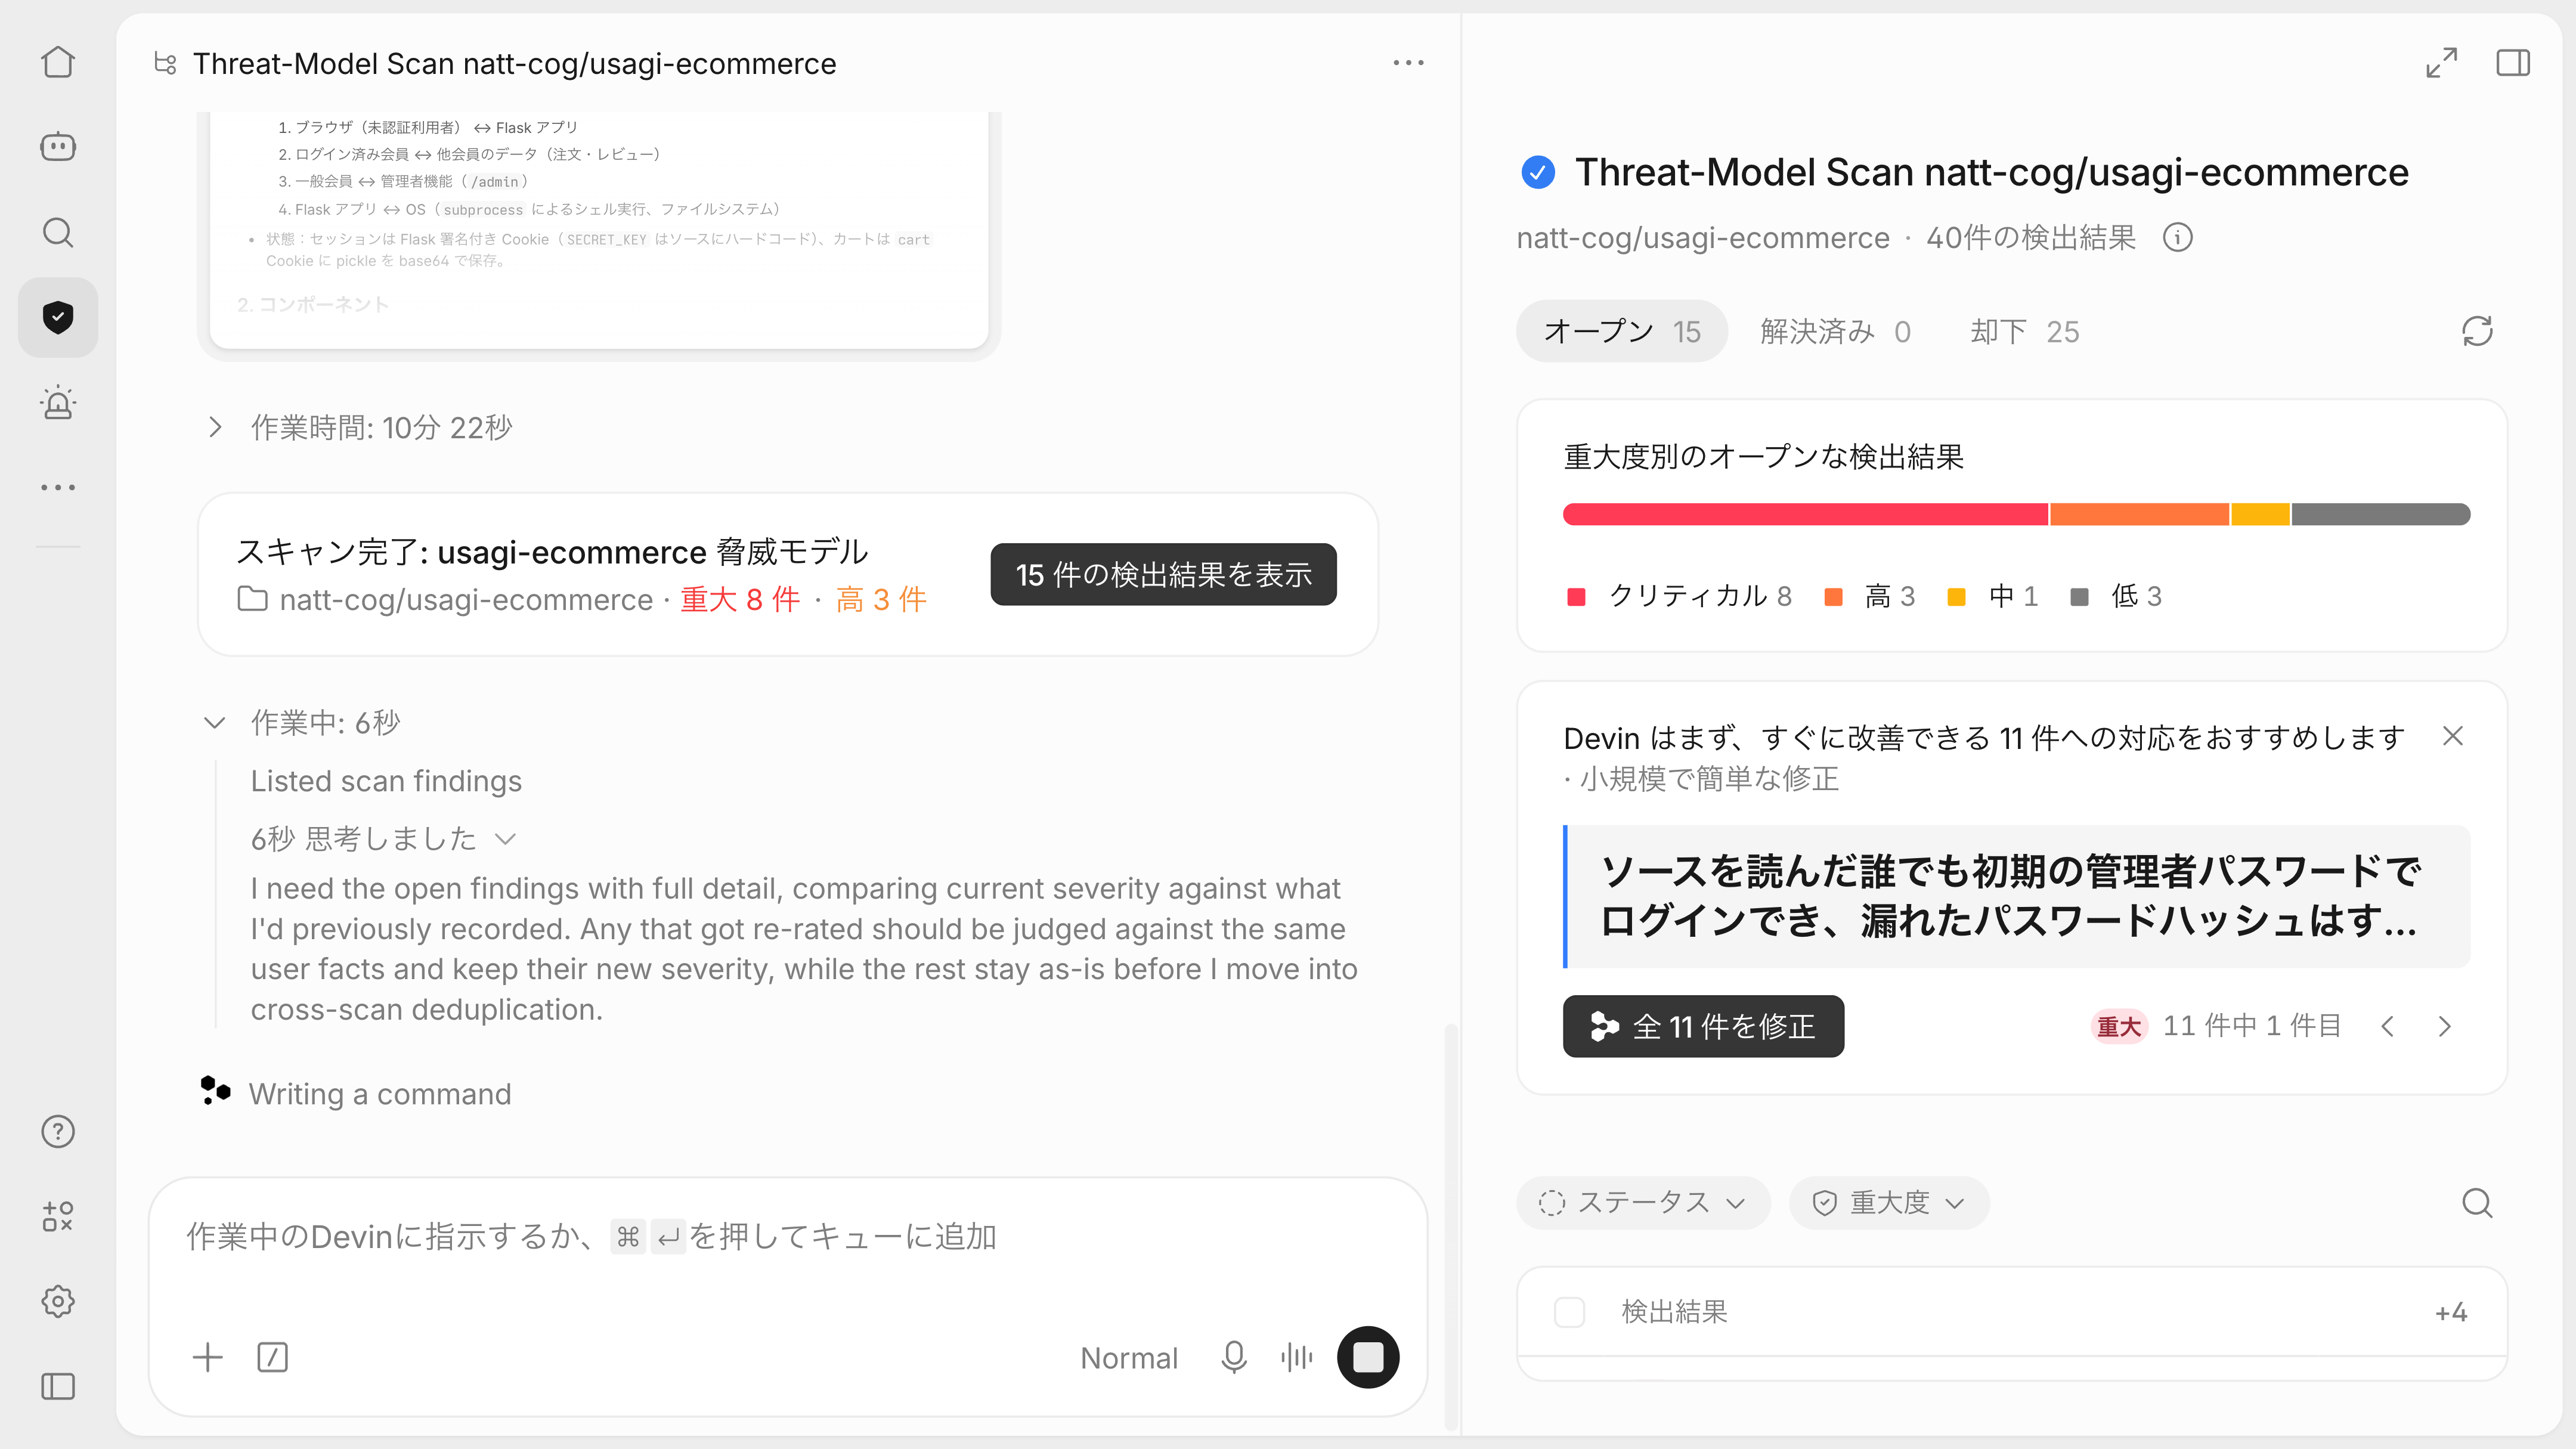 Threat-Model Scan natt-cog/usagi-ecommerce
1. ブラウザ（未認証利用者） ↔ Flask アプリ
2. ログイン済み会員 ↔ 他会員のデータ（注文・レビュー）
3. 一般会員 ↔ 管理者機能（/admin）
4. Flask アプリ ↔ OS（subprocess によるシェル実行、ファイルシステム）
• 状態：セッションは Flask 署名付き Cookie（SECRET_KEY はソースにハードコード）、カートは cart
Cookie に pickle を base64 で保存。
2. コンポーネント
作業時間: 10分 22秒
スキャン完了: usagi-ecommerce 脅威モデル
natt-cog/usagi-ecommerce · 重大 8 件 · 高 3 件
15 件の検出結果を表示
作業中: 6秒
Listed scan findings
6秒 思考しました
I need the open findings with full detail, comparing current severity against what
I'd previously recorded. Any that got re-rated should be judged against the same
user facts and keep their new severity, while the rest stay as-is before I move into
cross-scan deduplication.
Writing a command
作業中のDevinに指示するか、⌘ ↵ を押してキューに追加
Normal
Threat-Model Scan natt-cog/usagi-ecommerce
natt-cog/usagi-ecommerce · 40件の検出結果
オープン 15 解決済み 0 却下 25
重大度別のオープンな検出結果
クリティカル 8 高 3 中 1 低 3
Devin はまず、すぐに改善できる 11 件への対応をおすすめします
· 小規模で簡単な修正
ソースを読んだ誰でも初期の管理者パスワードで
ログインでき、漏れたパスワードハッシュはす...
全 11 件を修正
重大 11 件中 1 件目
ステータス 重大度
検出結果 +4